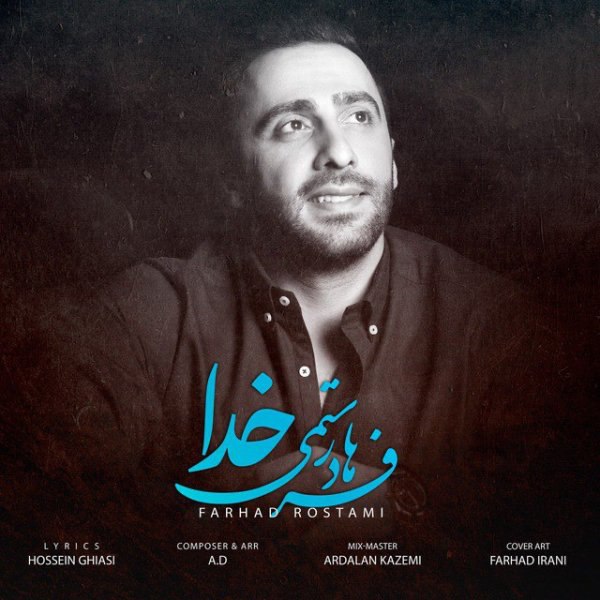 خدا
فرهاد رستمی
FARHAD ROSTAMI
LYRICS
HOSSEIN GHIASI
COMPOSER & ARR
A.D
MIX-MASTER
ARDALAN KAZEMI
COVER ART
FARHAD IRANI